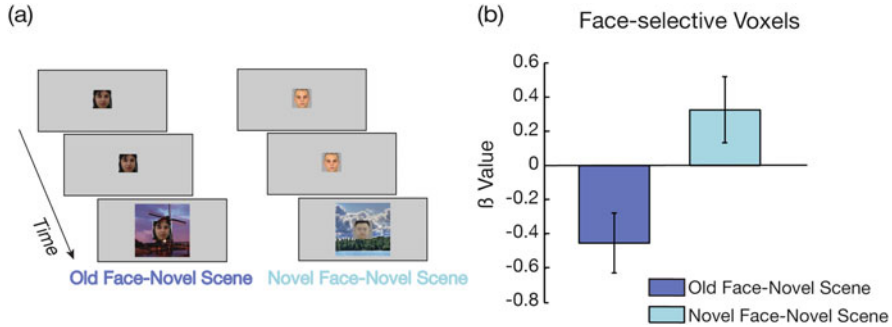 (a)
Time
Old Face-Novel Scene
Novel Face-Novel Scene
(b)
Face-selective Voxels
ß Value
0.6
0.4
0.2
0
-0.2
-0.4
-0.6
-0.8
Old Face-Novel Scene
Novel Face-Novel Scene